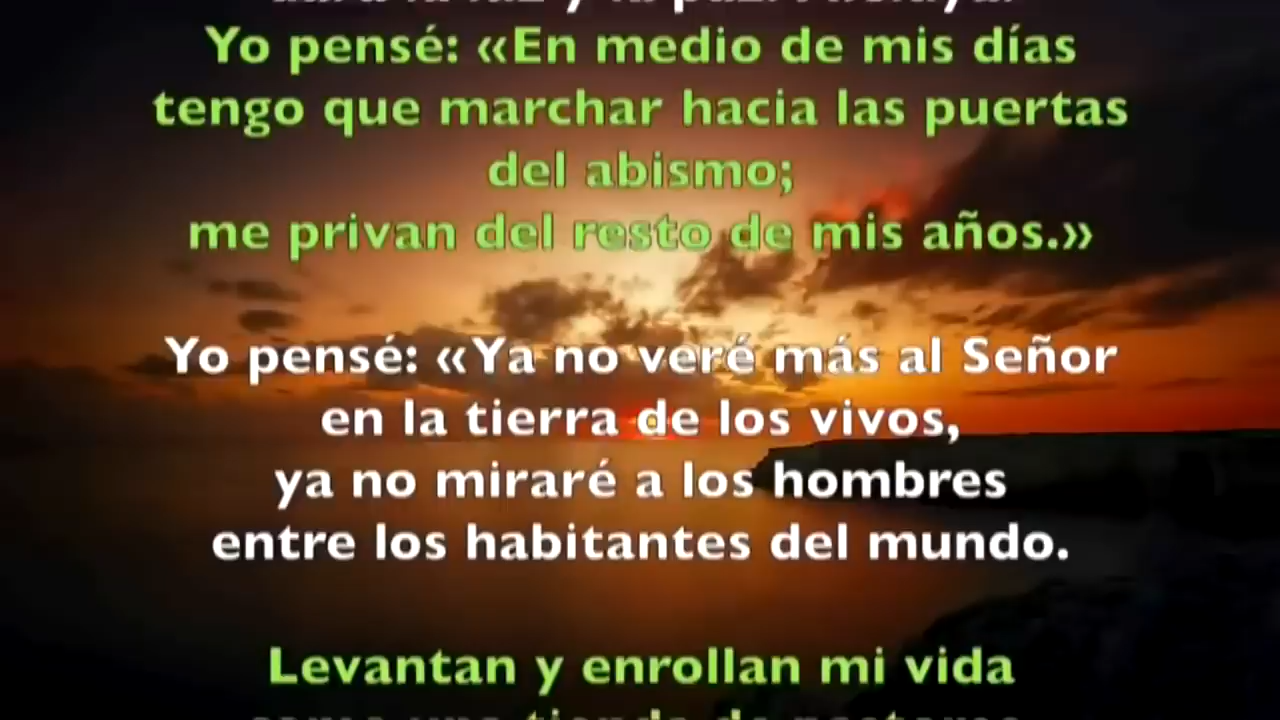 Yo pensé: «En medio de mis días
tengo que marchar hacia las puertas
del abismo;
me privan del resto de mis años.»
Yo pensé: «Ya no veré más al Señor
en la tierra de los vivos,
ya no miraré a los hombres
entre los habitantes del mundo.
Levantan y enrollan mi vida